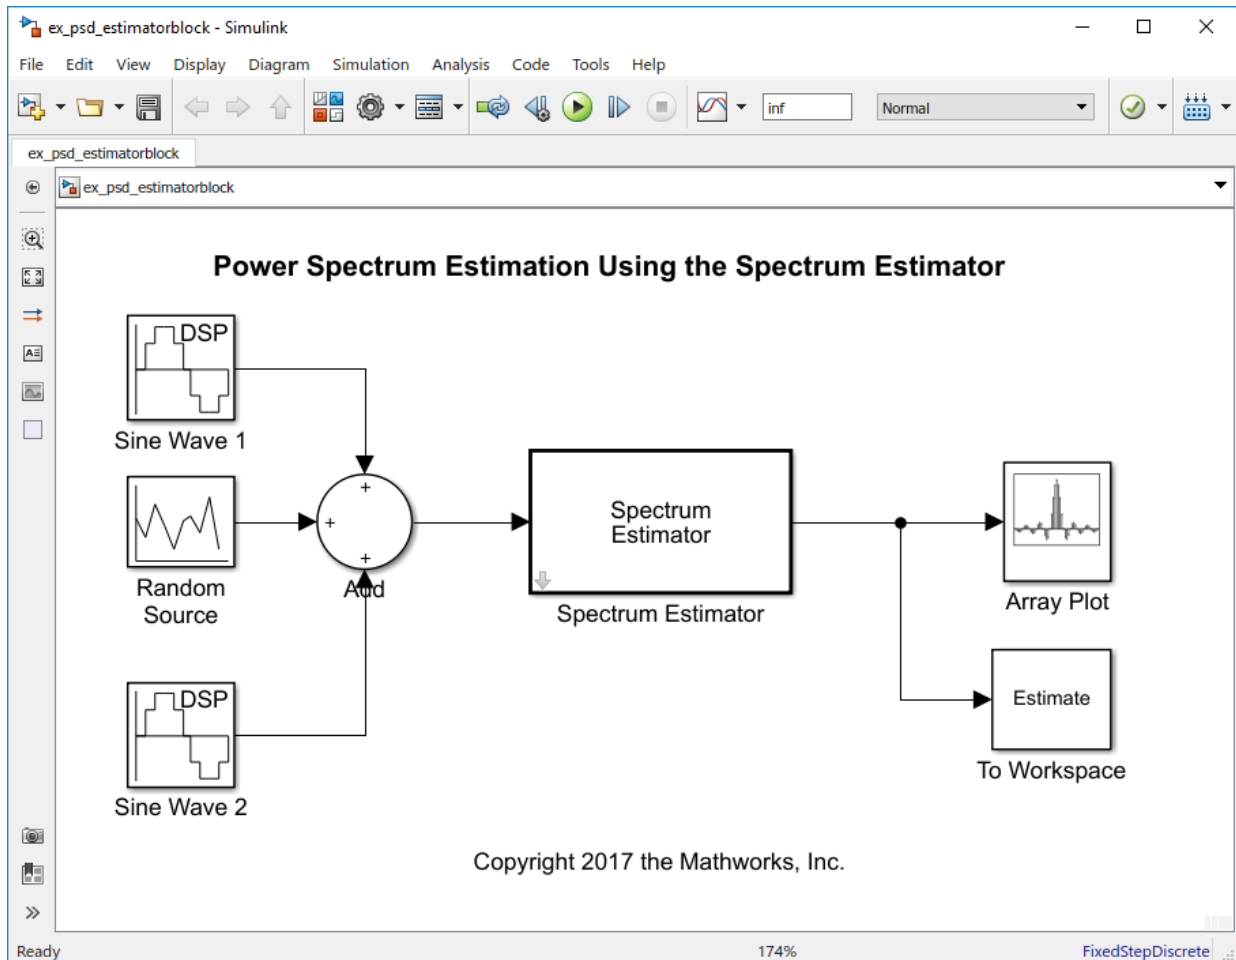 ex_psd_estimatorblock - Simulink
File Edit View Display Diagram Simulation Analysis Code Tools Help
inf
Normal
ex_psd_estimatorblock
ex_psd_estimatorblock
Power Spectrum Estimation Using the Spectrum Estimator
DSP
Sine Wave 1
Random
Source
+
+
+
Add
Spectrum
Estimator
Spectrum Estimator
Array Plot
DSP
Sine Wave 2
Estimate
To Workspace
Copyright 2017 the Mathworks, Inc.
Ready
174%
FixedStepDiscrete